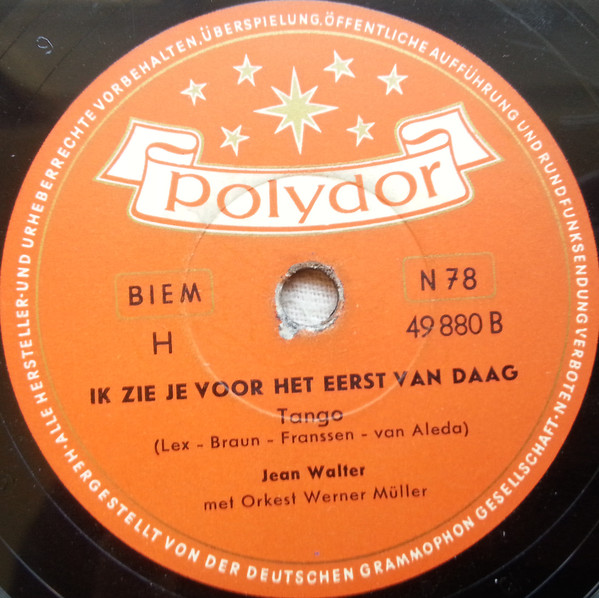 polydor
BIEM
N 78
H
49 880 B
IK ZIE JE VOOR HET EERST VAN DAAG
Tango
(Lex - Braun - Franssen - van Aleda)
Jean Walter
met Orkest Werner Müller
ALLE HERSTELLER-UND URHEBERRECHTE VORBEHALTEN.ÜBERSPIELUNG,ÖFFENTLICHE AUFFÜHRUNG UND RUNDFUNKSENDUNG VERBOTEN·
HERGESTELLT VON DER DEUTSCHEN GRAMMOPHON GESELLSCHAFT·